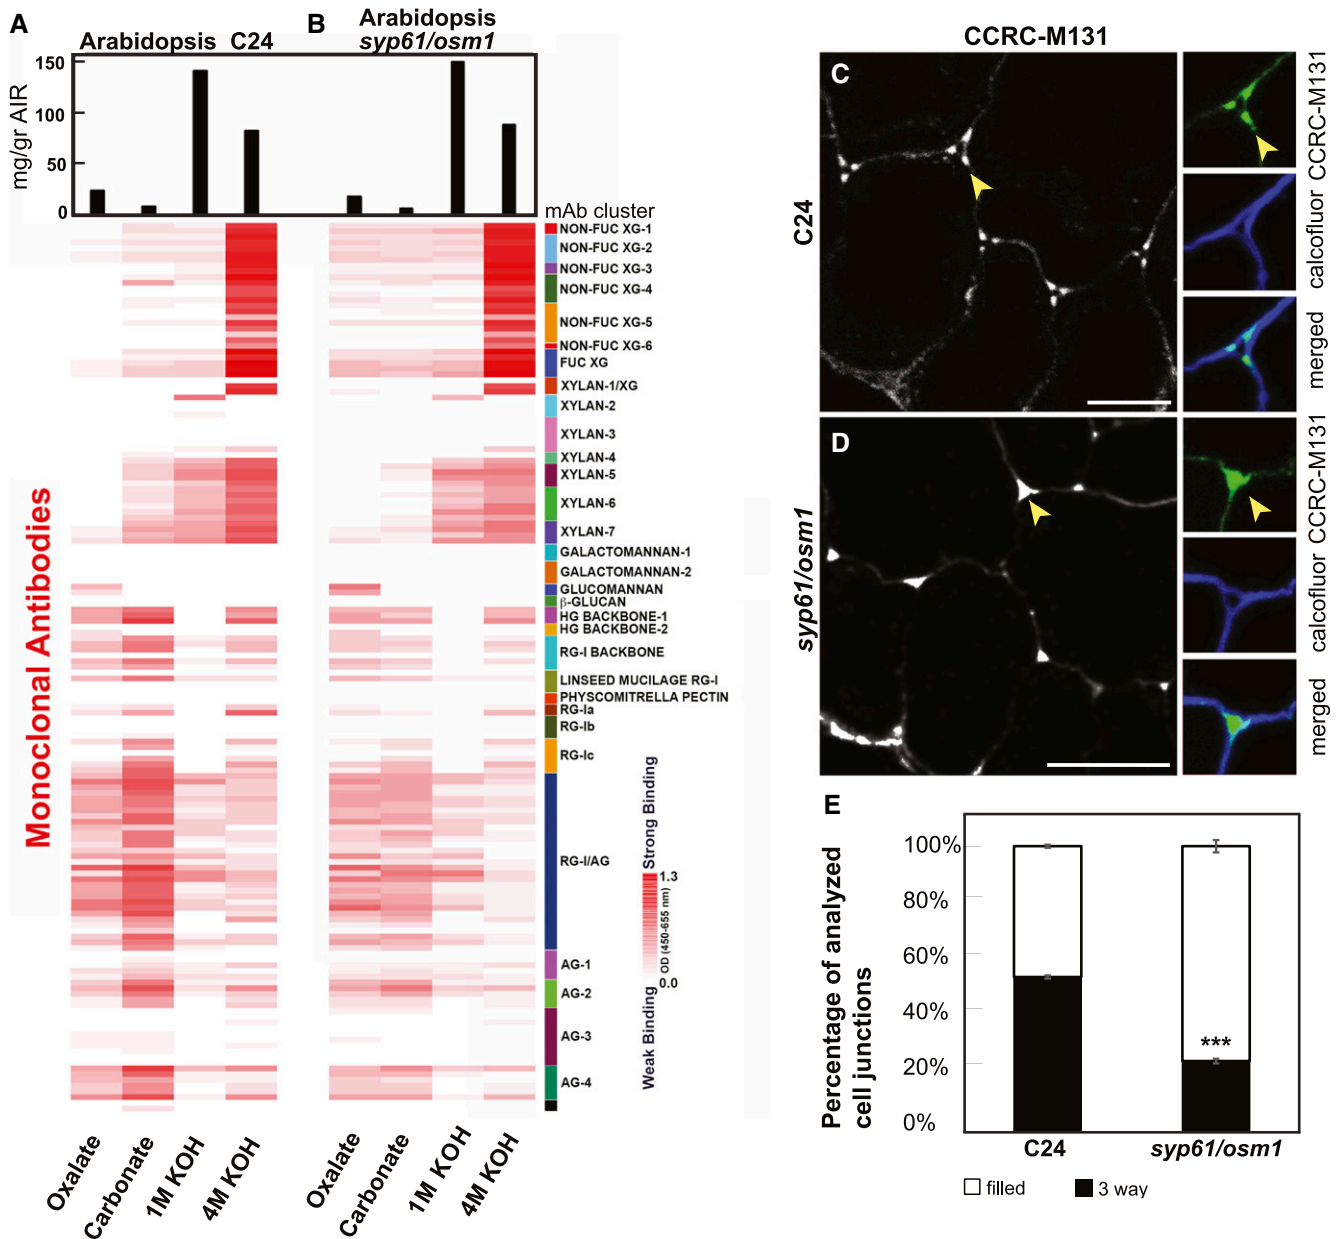 A
Arabidopsis C24
B
Arabidopsis
syp61/osm1
mg/gr AIR
150
100
50
0
mAb cluster
NON-FUC XG-1
NON-FUC XG-2
NON-FUC XG-3
NON-FUC XG-4
NON-FUC XG-5
NON-FUC XG-6
FUC XG
XYLAN-1/XG
XYLAN-2
XYLAN-3
XYLAN-4
XYLAN-5
XYLAN-6
XYLAN-7
GALACTOMANNAN-1
GALACTOMANNAN-2
GLUCOMANNAN
β-GLUCAN
HG BACKBONE-1
HG BACKBONE-2
RG-I BACKBONE
LINSEED MUCILAGE RG-I
PHYSCOMITRELLA PECTIN
RG-Ia
RG-Ib
RG-Ic
RG-I/AG
AG-1
AG-2
AG-3
AG-4
Monoclonal Antibodies
Strong Binding
Weak Binding
1.3
OD (450-655 nm)
0.0
Oxalate
Carbonate
1M KOH
4M KOH
Oxalate
Carbonate
1M KOH
4M KOH
CCRC-M131
C
C24
CCRC-M131
calcofluor
merged
D
syp61/osm1
CCRC-M131
calcofluor
merged
E
Percentage of analyzed
cell junctions
100%
80%
60%
40%
20%
0%
***
C24
syp61/osm1
filled
3 way